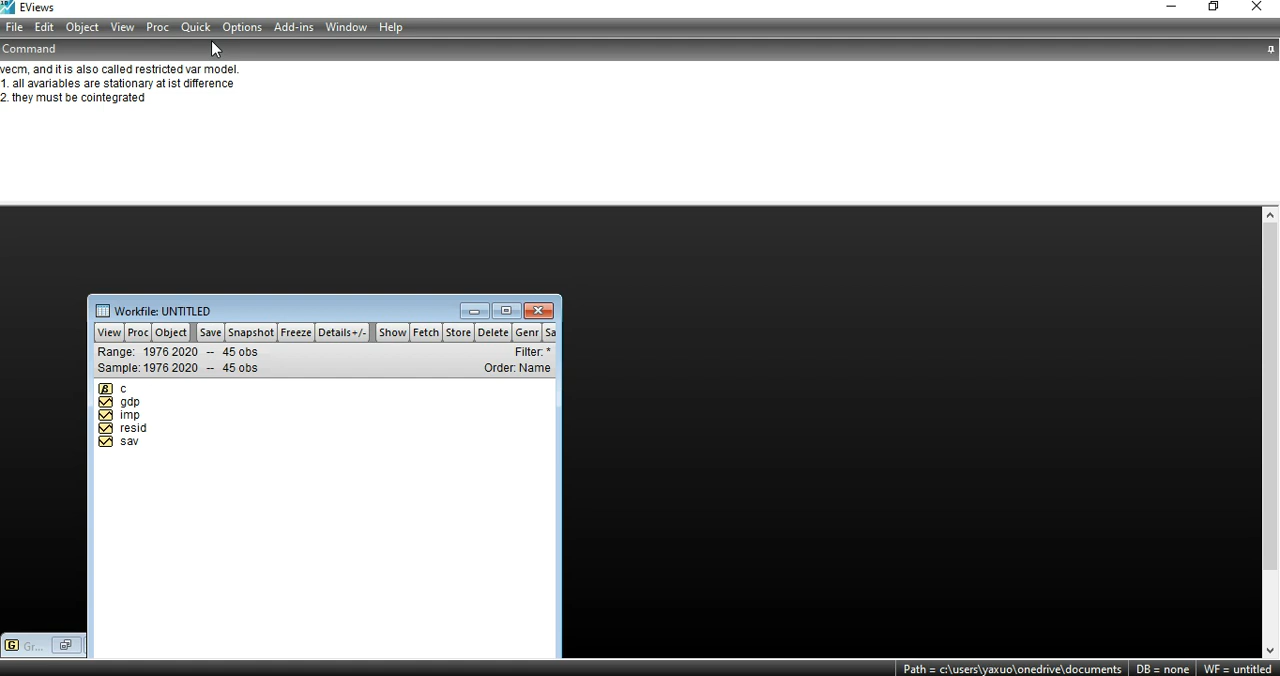 EViews
File Edit Object View Proc Quick Options Add-ins Window Help
Command
vecm, and it is also called restricted var model.
1. all avariables are stationary at ist difference
2. they must be cointegrated
Workfile: UNTITLED
View Proc Object Save Snapshot Freeze Details+/- Show Fetch Store Delete Genr Sa
Range: 1976 2020 -- 45 obs Filter: *
Sample: 1976 2020 -- 45 obs Order: Name
β c
gdp
imp
resid
sav
G Gr...
Path = c:\users\yaxuo\onedrive\documents DB = none WF = untitled